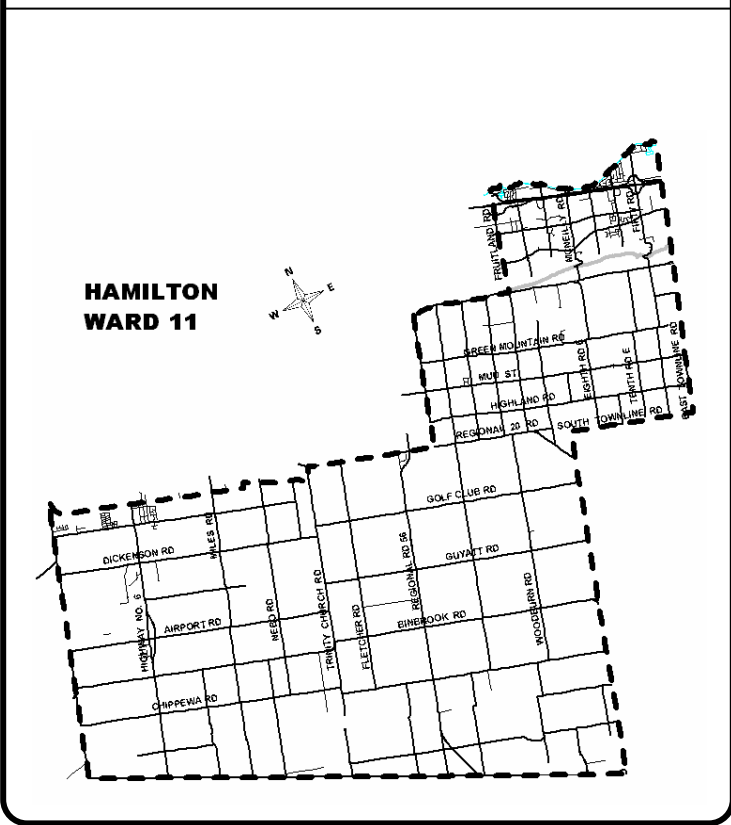 HAMILTON
WARD 11
N
E
W
S
FRUITLAND RD
MCNEILLY RD
FIFTY RD
GREEN MOUNTAIN RD
MUD ST
HIGHLAND RD
EIGHTH RD E
TENTH RD E
EAST TOWNLINE RD
REGIONAL 20 RD
SOUTH TOWNLINE RD
GOLF CLUB RD
MILES RD
DICKENSON RD
REGIONAL RD 56
GUYATT RD
HIGHWAY NO. 6
AIRPORT RD
NEBO RD
TRINITY CHURCH RD
FLETCHER RD
BINBROOK RD
WOODBURN RD
CHIPPEWA RD